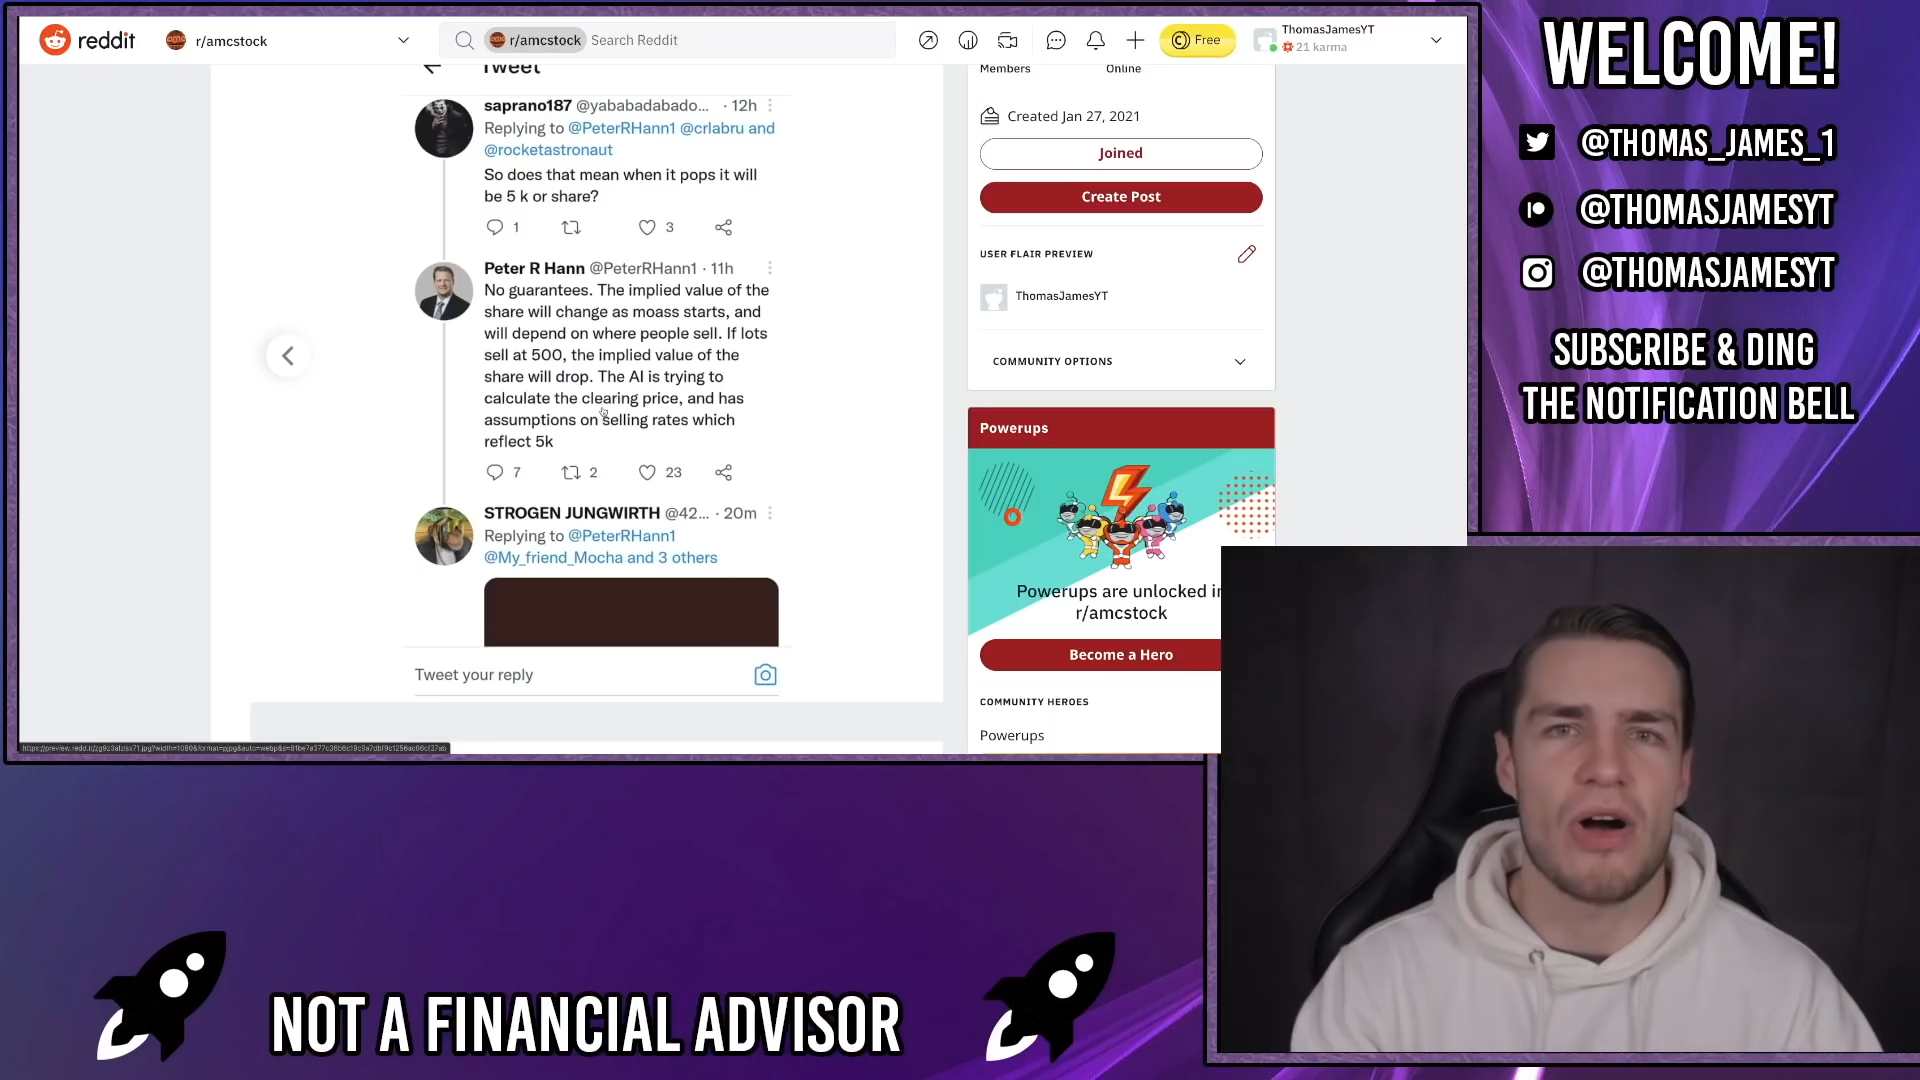 reddit
r/amcstock
r/amcstock Search Reddit
Free
ThomasJamesYT
21 karma
Tweet
saprano187 @yababadabado... · 12h
Replying to @PeterRHann1 @crlabru and
@rocketastronaut
So does that mean when it pops it will
be 5 k or share?
1 3
Peter R Hann @PeterRHann1 · 11h
No guarantees. The implied value of the
share will change as moass starts, and
will depend on where people sell. If lots
sell at 500, the implied value of the
share will drop. The AI is trying to
calculate the clearing price, and has
assumptions on selling rates which
reflect 5k
7 2 23
STROGEN JUNGWIRTH @42... · 20m
Replying to @PeterRHann1
@My_friend_Mocha and 3 others
Tweet your reply
Members Online
Created Jan 27, 2021
Joined
Create Post
USER FLAIR PREVIEW
ThomasJamesYT
COMMUNITY OPTIONS
Powerups
Powerups are unlocked in
r/amcstock
Become a Hero
COMMUNITY HEROES
Powerups
WELCOME!
@THOMAS_JAMES_1
@THOMASJAMESYT
@THOMASJAMESYT
SUBSCRIBE & DING
THE NOTIFICATION BELL
NOT A FINANCIAL ADVISOR